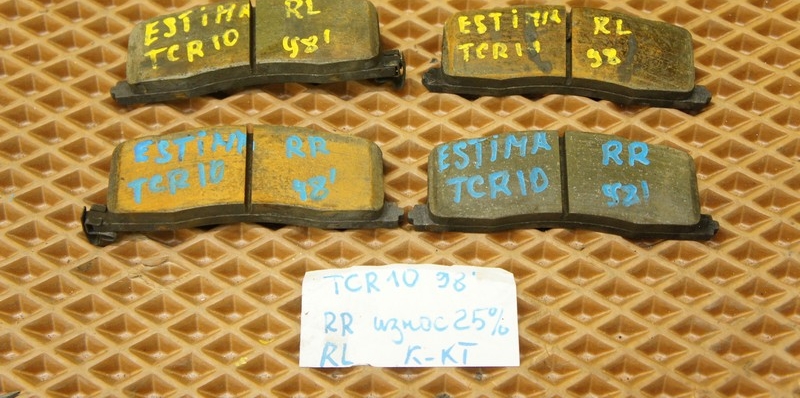 ESTIMA RL
TCR10 98'
ESTIMA RL
TCR10 98'
ESTIMA RR
TCR10 98'
ESTIMA RR
TCR10 98'
TCR10 98'
RR износ 25%
RL К-КТ